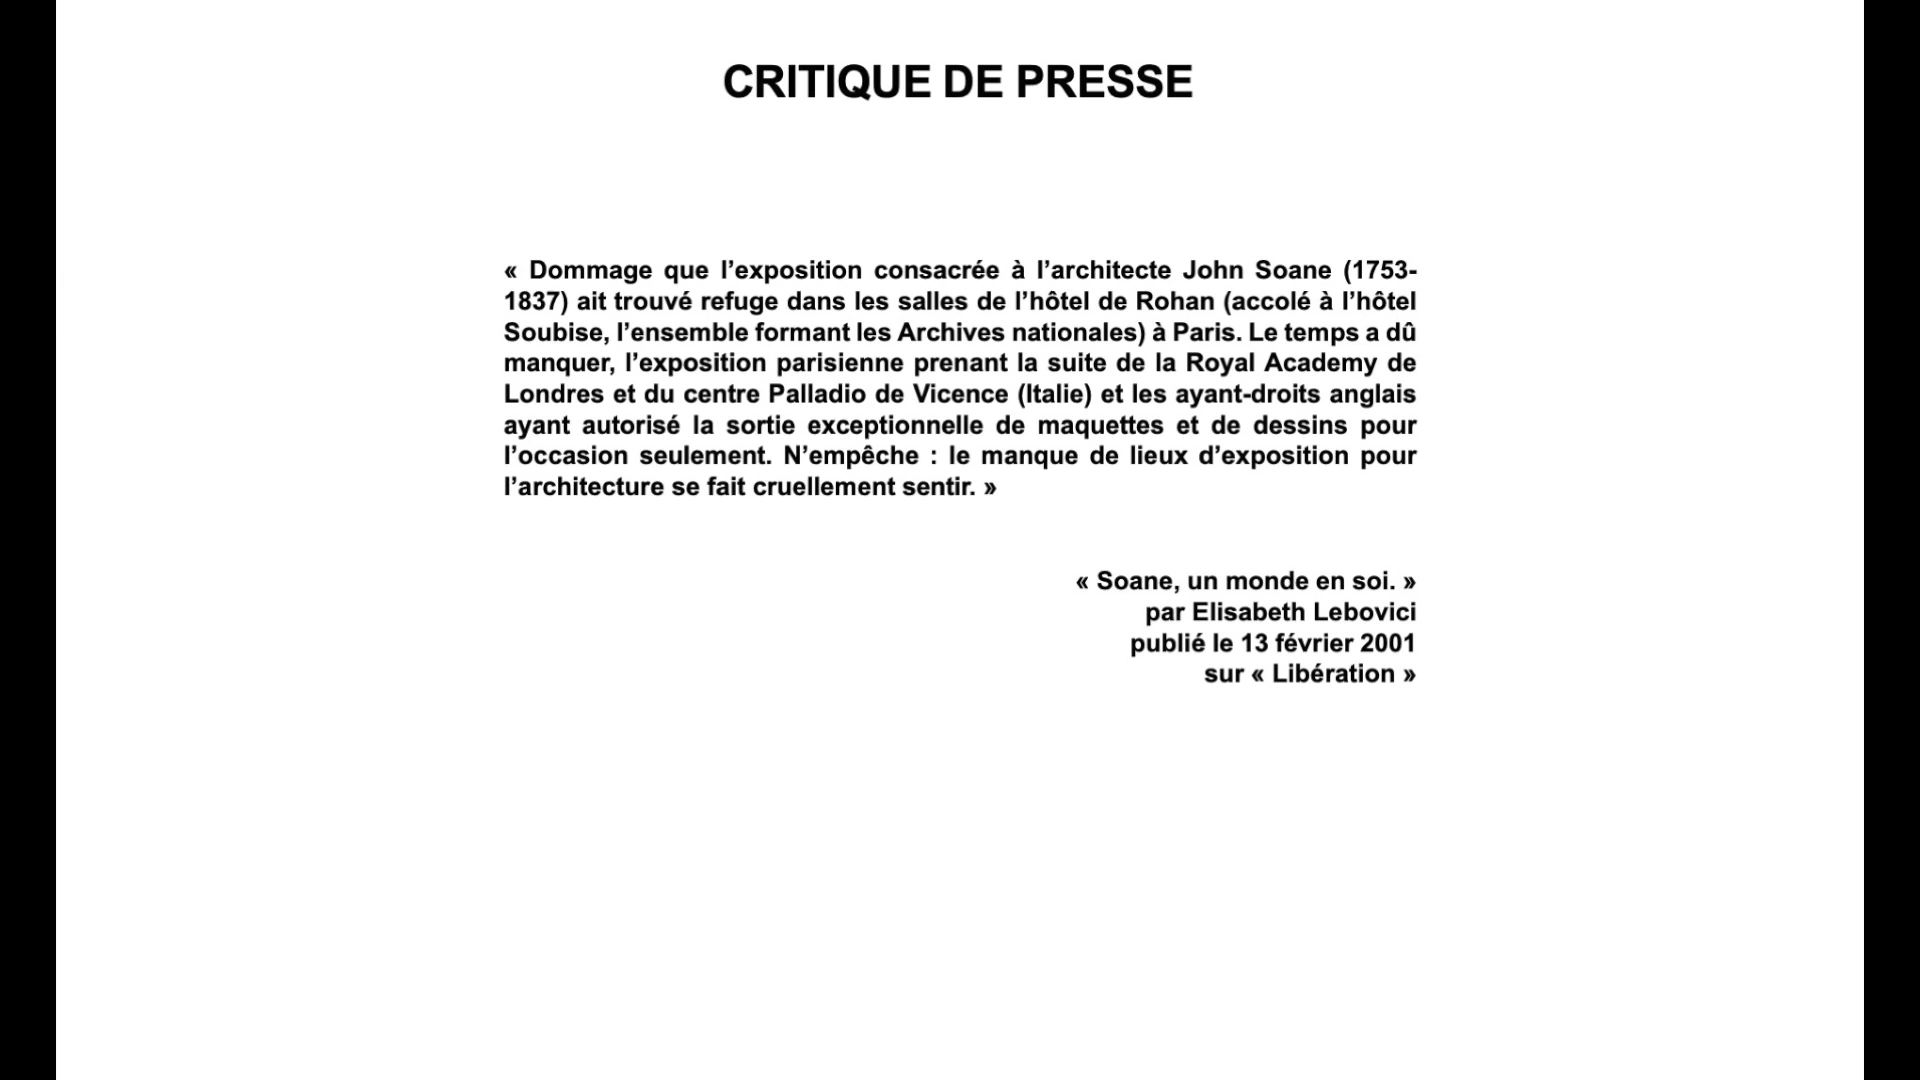 CRITIQUE DE PRESSE
« Dommage que l’exposition consacrée à l’architecte John Soane (1753-
1837) ait trouvé refuge dans les salles de l’hôtel de Rohan (accolé à l’hôtel
Soubise, l’ensemble formant les Archives nationales) à Paris. Le temps a dû
manquer, l’exposition parisienne prenant la suite de la Royal Academy de
Londres et du centre Palladio de Vicence (Italie) et les ayant-droits anglais
ayant autorisé la sortie exceptionnelle de maquettes et de dessins pour
l’occasion seulement. N’empêche : le manque de lieux d’exposition pour
l’architecture se fait cruellement sentir. »
« Soane, un monde en soi. »
par Elisabeth Lebovici
publié le 13 février 2001
sur « Libération »